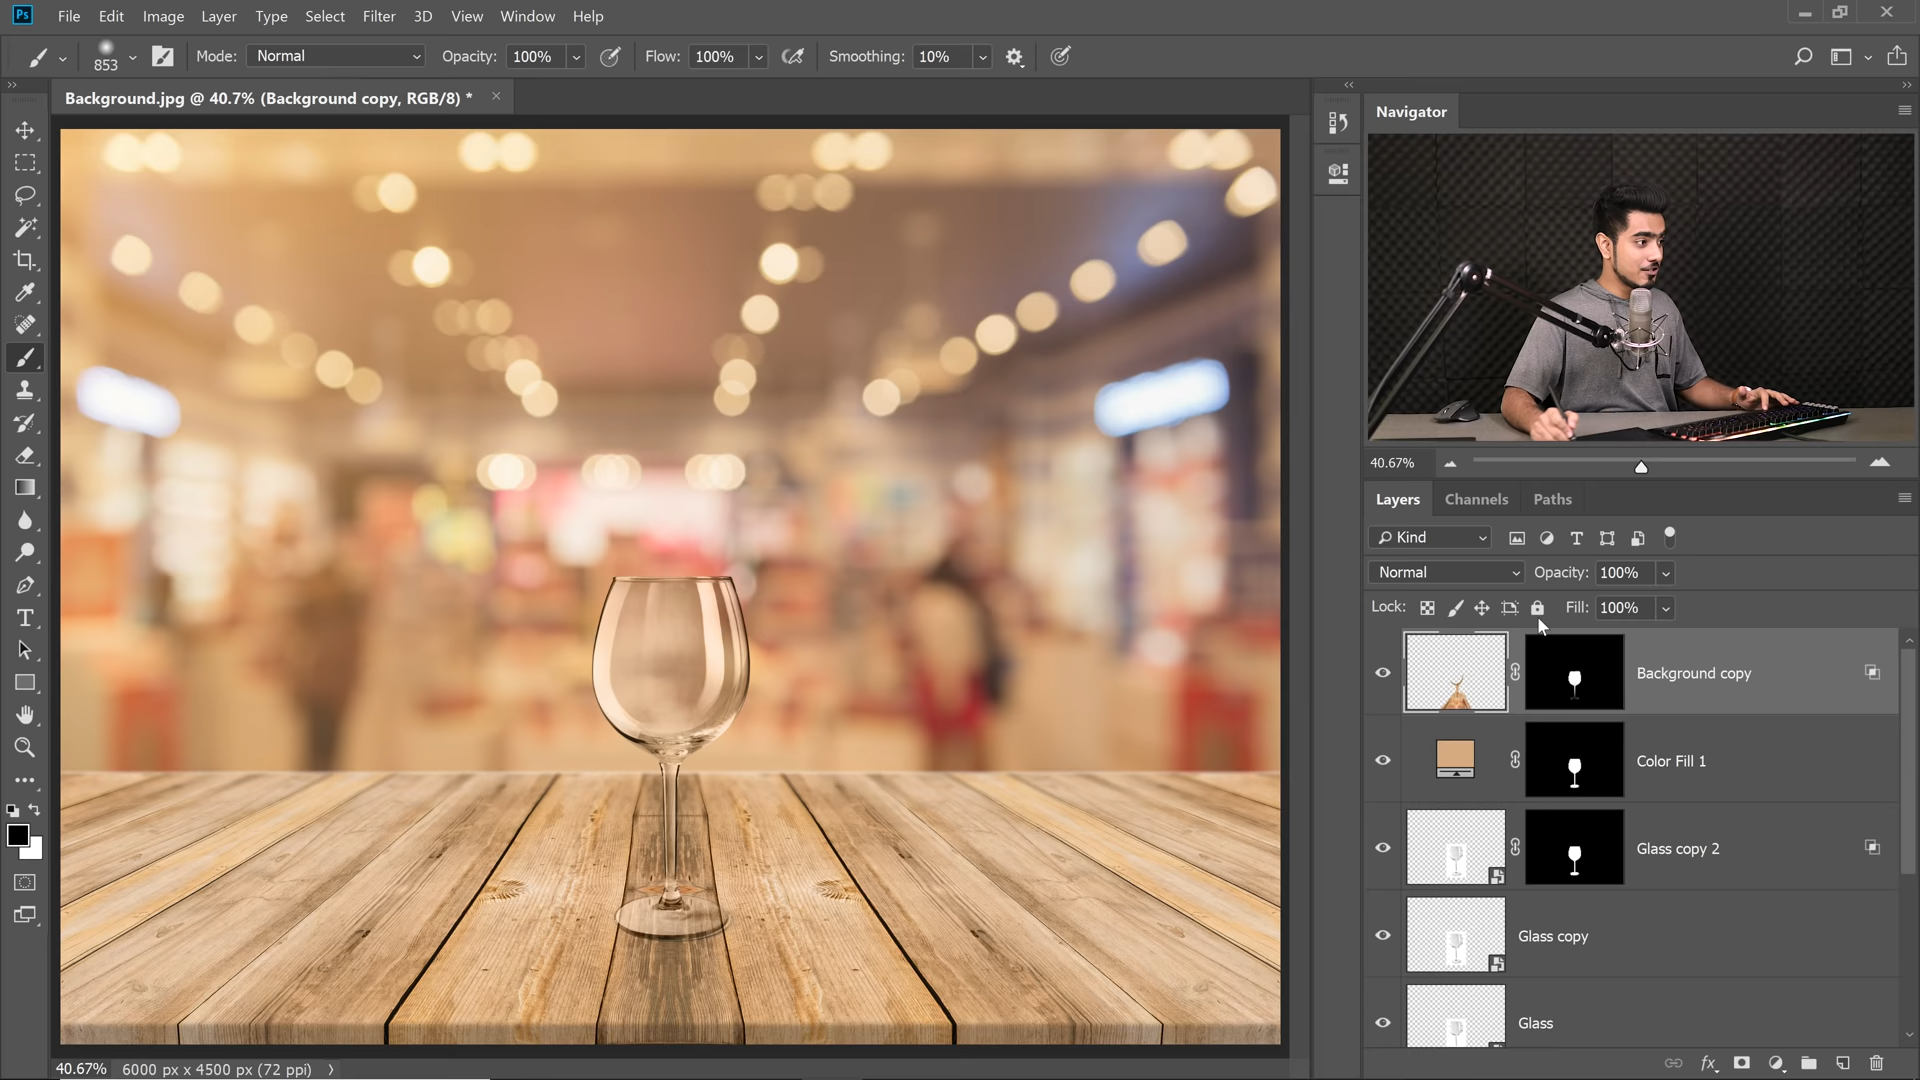 Ps File Edit Image Layer Type Select Filter 3D View Window Help
853 Mode: Normal Opacity: 100% Flow: 100% Smoothing: 10%
Background.jpg @ 40.7% (Background copy, RGB/8) *
Navigator
40.67%
Layers Channels Paths
Kind
Normal Opacity: 100%
Lock: Fill: 100%
Background copy
Color Fill 1
Glass copy 2
Glass copy
Glass
fx
40.67% 6000 px x 4500 px (72 ppi)